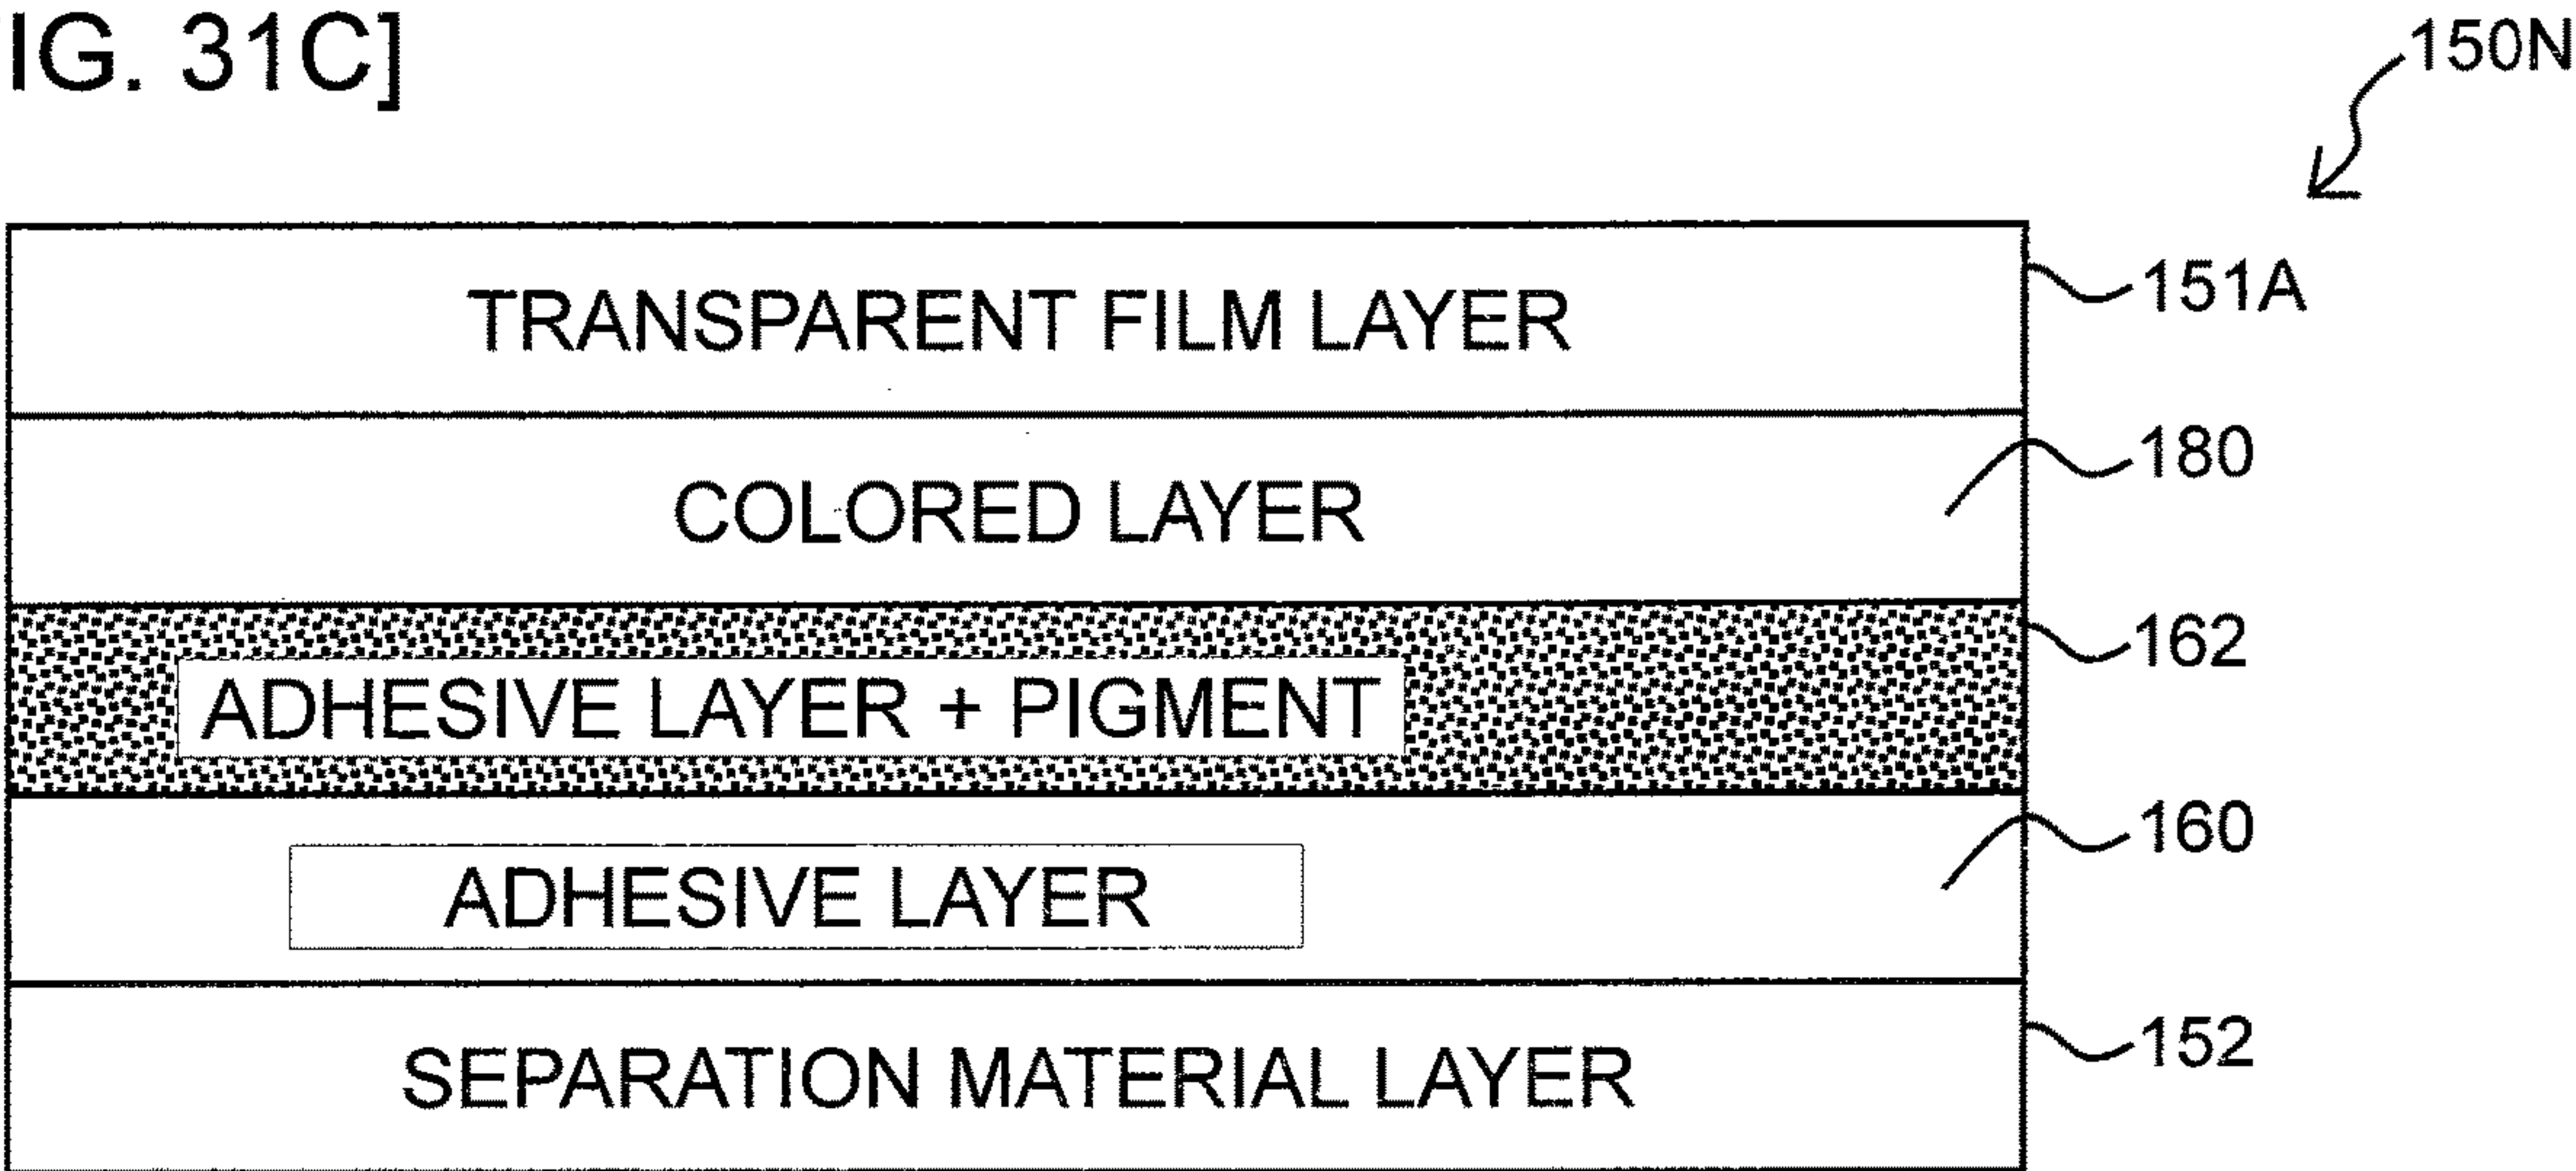 IG. 31C]
150N
TRANSPARENT FILM LAYER
151A
COLORED LAYER
180
ADHESIVE LAYER + PIGMENT
162
ADHESIVE LAYER
160
SEPARATION MATERIAL LAYER
152